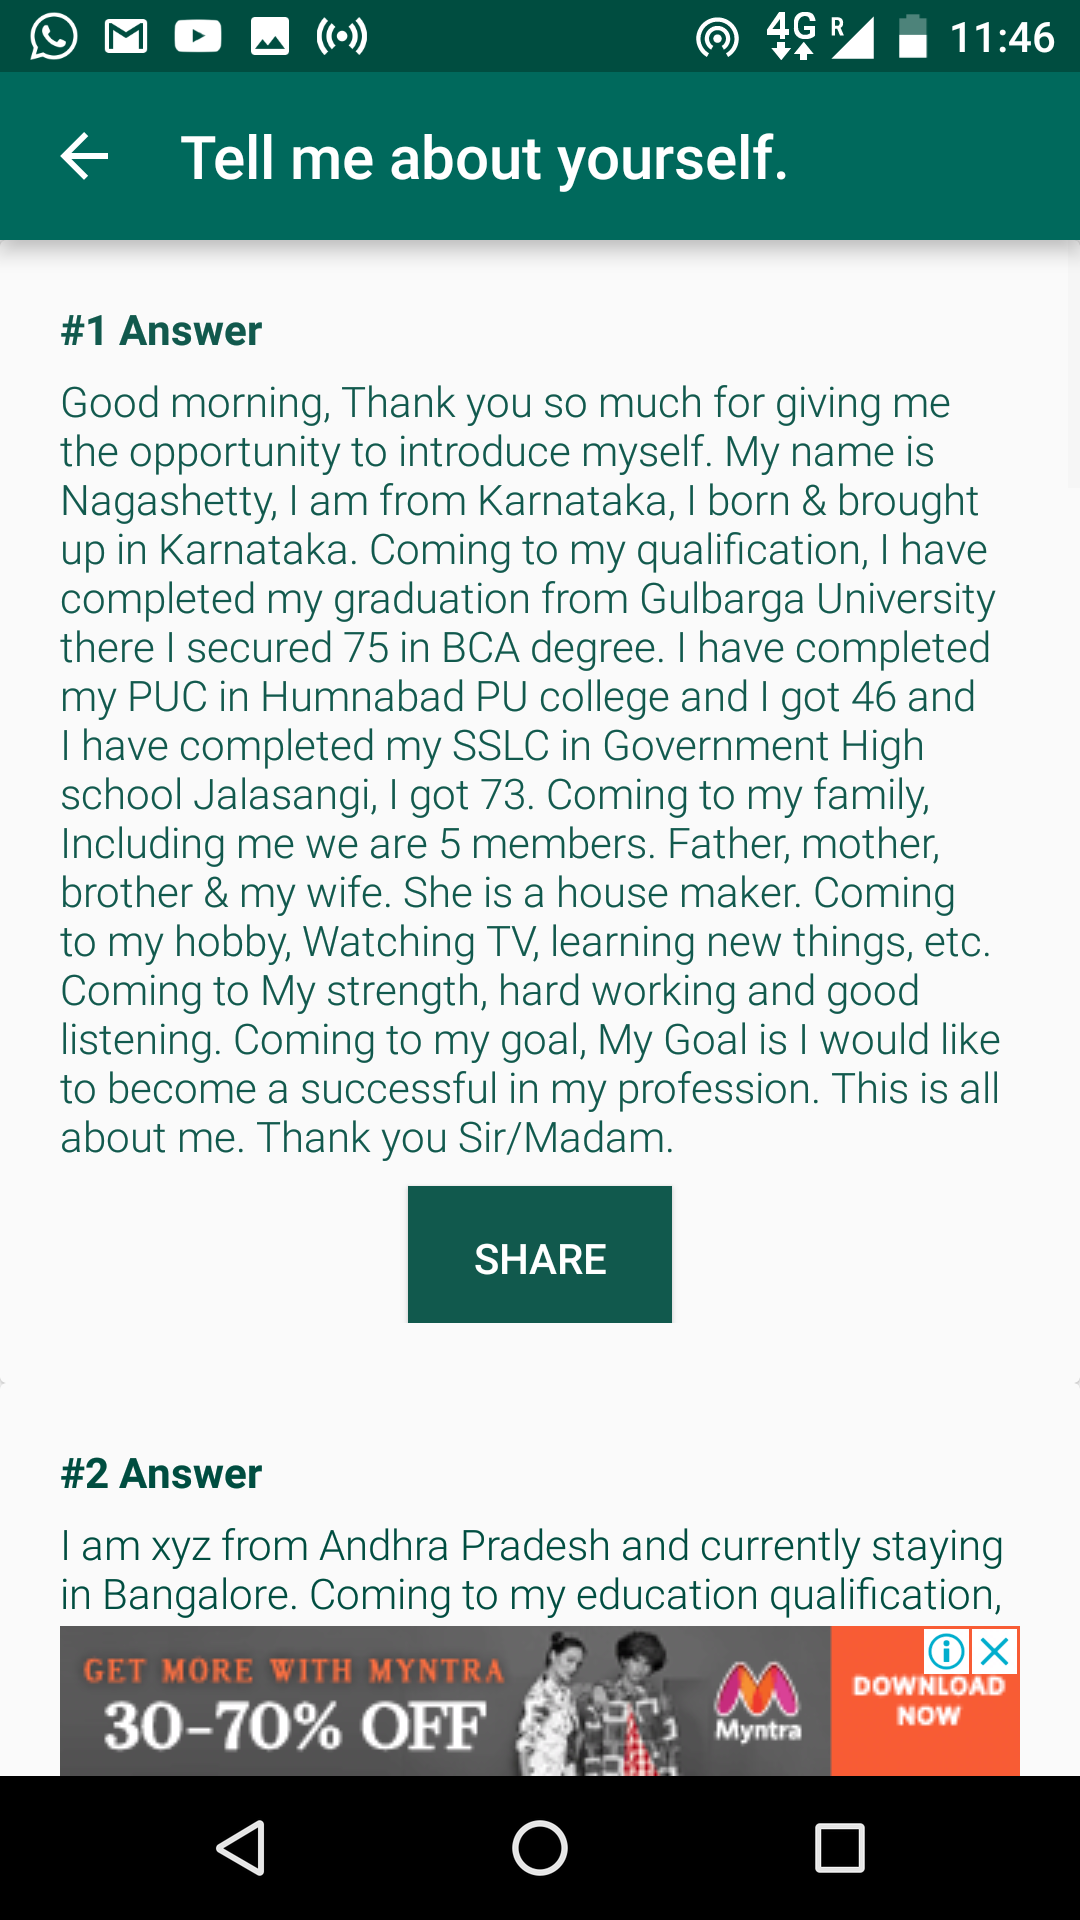 4G R 11:46
Tell me about yourself.
#1 Answer
Good morning, Thank you so much for giving me
the opportunity to introduce myself. My name is
Nagashetty, I am from Karnataka, I born & brought
up in Karnataka. Coming to my qualification, I have
completed my graduation from Gulbarga University
there I secured 75 in BCA degree. I have completed
my PUC in Humnabad PU college and I got 46 and
I have completed my SSLC in Government High
school Jalasangi, I got 73. Coming to my family,
Including me we are 5 members. Father, mother,
brother & my wife. She is a house maker. Coming
to my hobby, Watching TV, learning new things, etc.
Coming to My strength, hard working and good
listening. Coming to my goal, My Goal is I would like
to become a successful in my profession. This is all
about me. Thank you Sir/Madam.
SHARE
#2 Answer
I am xyz from Andhra Pradesh and currently staying
in Bangalore. Coming to my education qualification,
GET MORE WITH MYNTRA
30-70% OFF
Myntra
DOWNLOAD
NOW